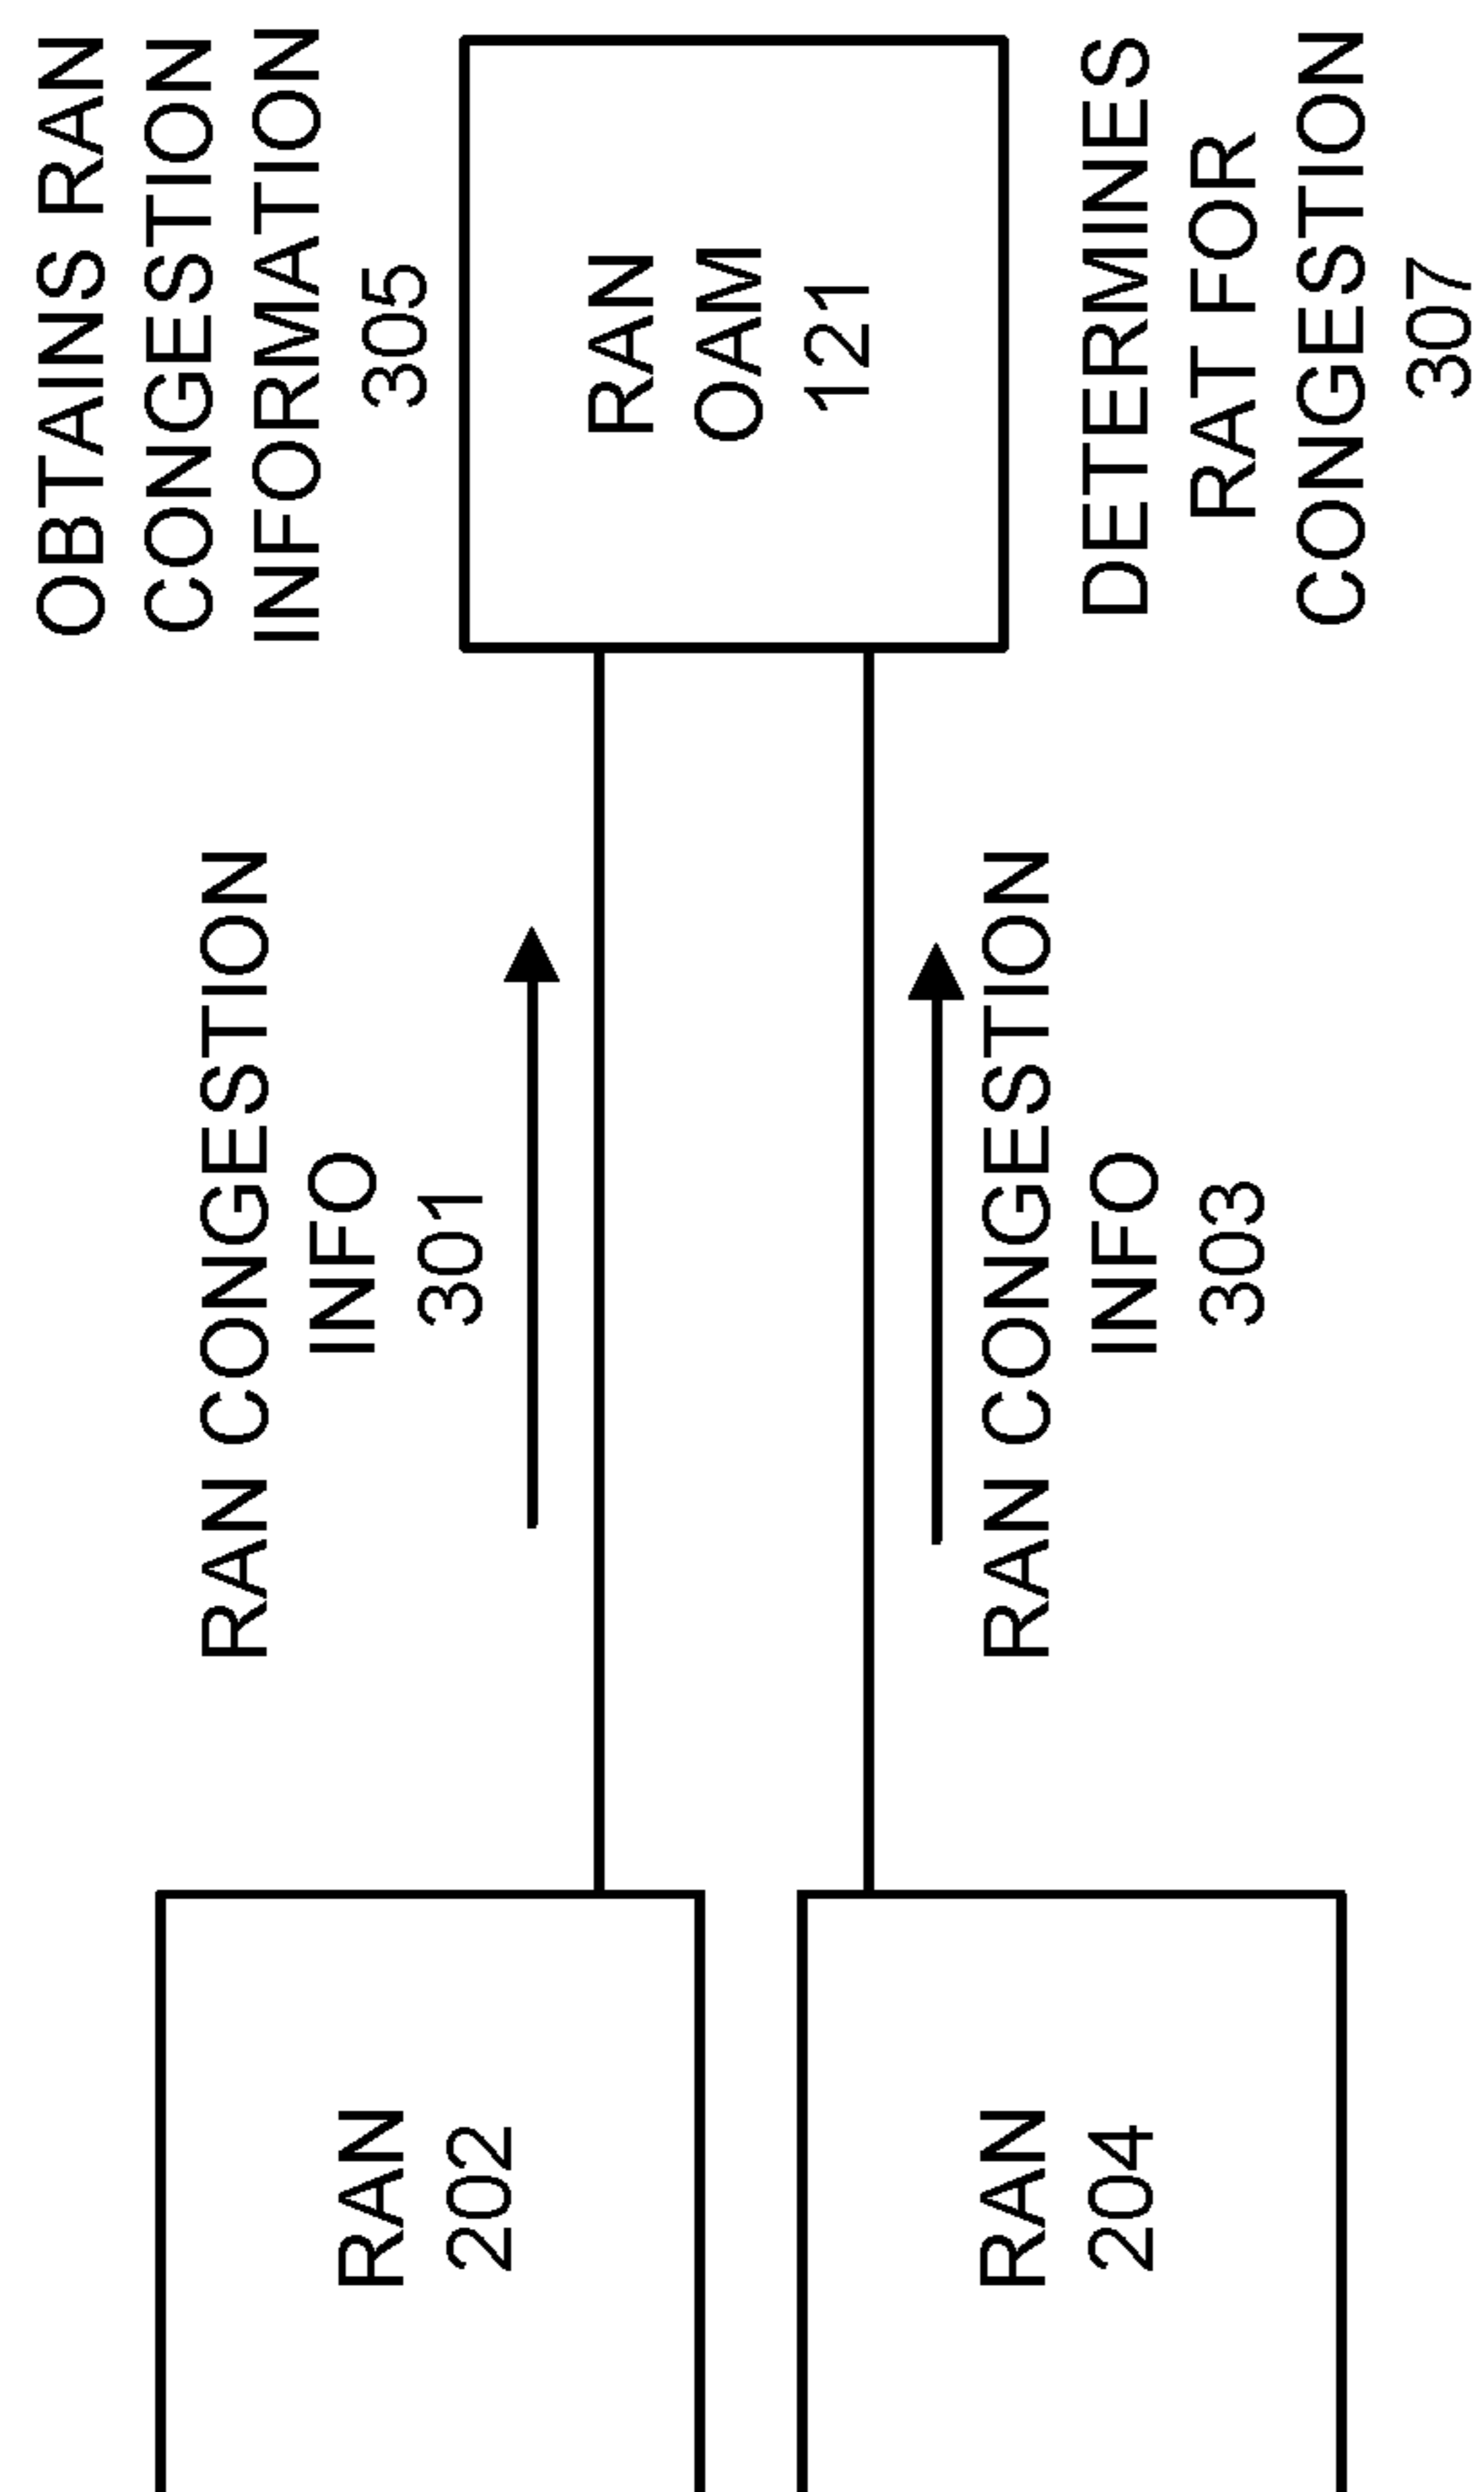 OBTAINS RAN
CONGESTION
INFORMATION
305
RAN CONGESTION
INFO
301
RAN
202
RAN
OAM
121
RAN CONGESTION
INFO
303
RAN
204
DETERMINES
RAT FOR
CONGESTION
307